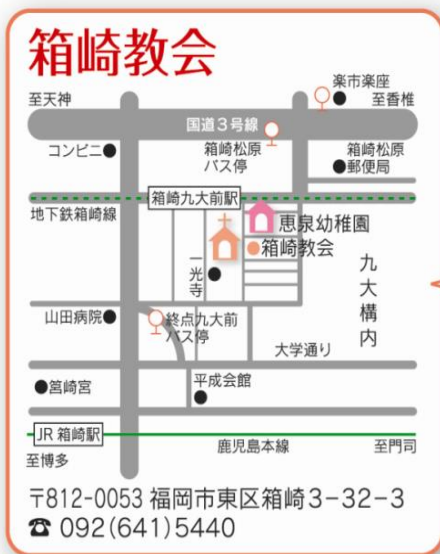 箱崎教会
楽市楽座
至天神
至香椎
国道3号線
コンビニ
箱崎松原
バス停
箱崎松原
郵便局
箱崎九大前駅
地下鉄箱崎線
恵泉幼稚園
箱崎教会
一光寺
九大構内
山田病院
終点九大前
バス停
大学通り
筥崎宮
平成会館
JR 箱崎駅
鹿児島本線
至博多
至門司
〒812-0053 福岡市東区箱崎3-32-3
☎ 092(641)5440